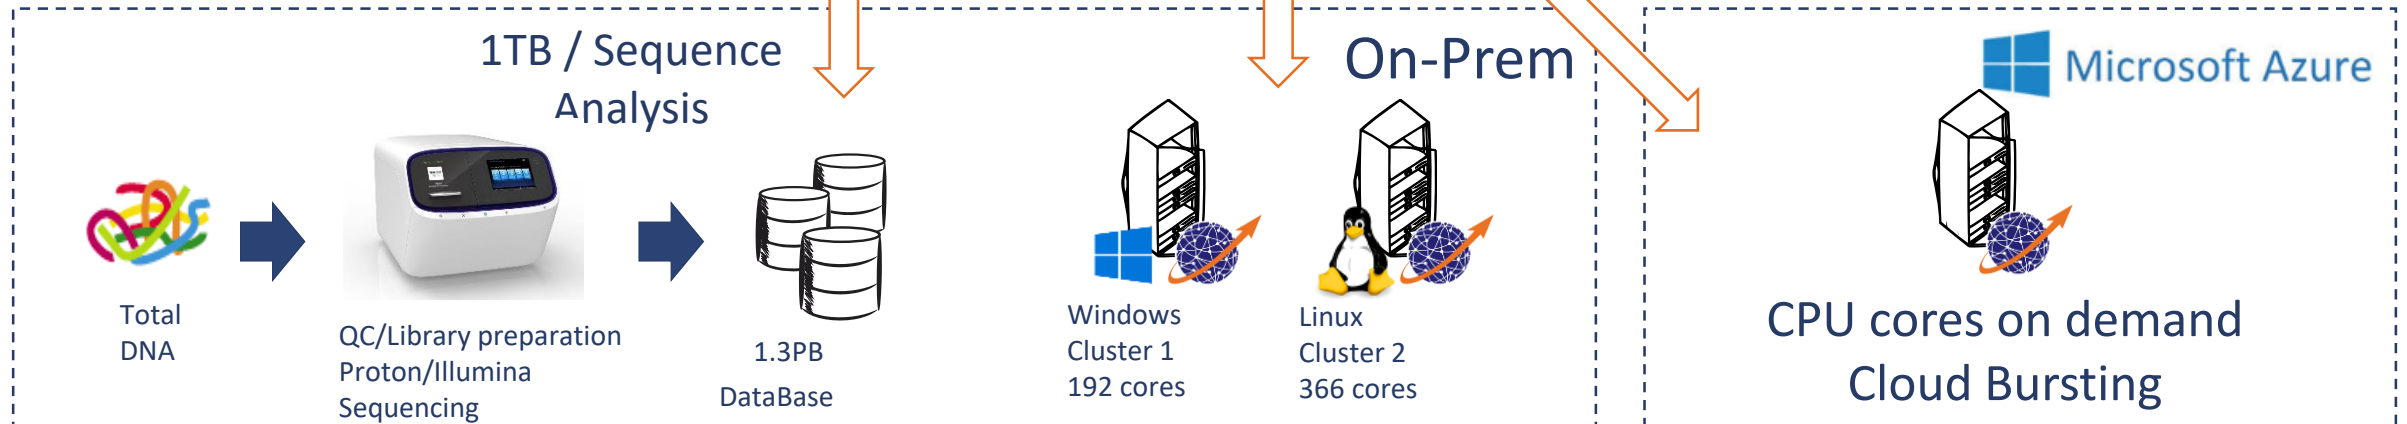 1TB / Sequence
Analysis
On-Prem
Microsoft Azure
Total
DNA
QC/Library preparation
Proton/Illumina
Sequencing
1.3PB
DataBase
Windows
Cluster 1
192 cores
Linux
Cluster 2
366 cores
CPU cores on demand
Cloud Bursting